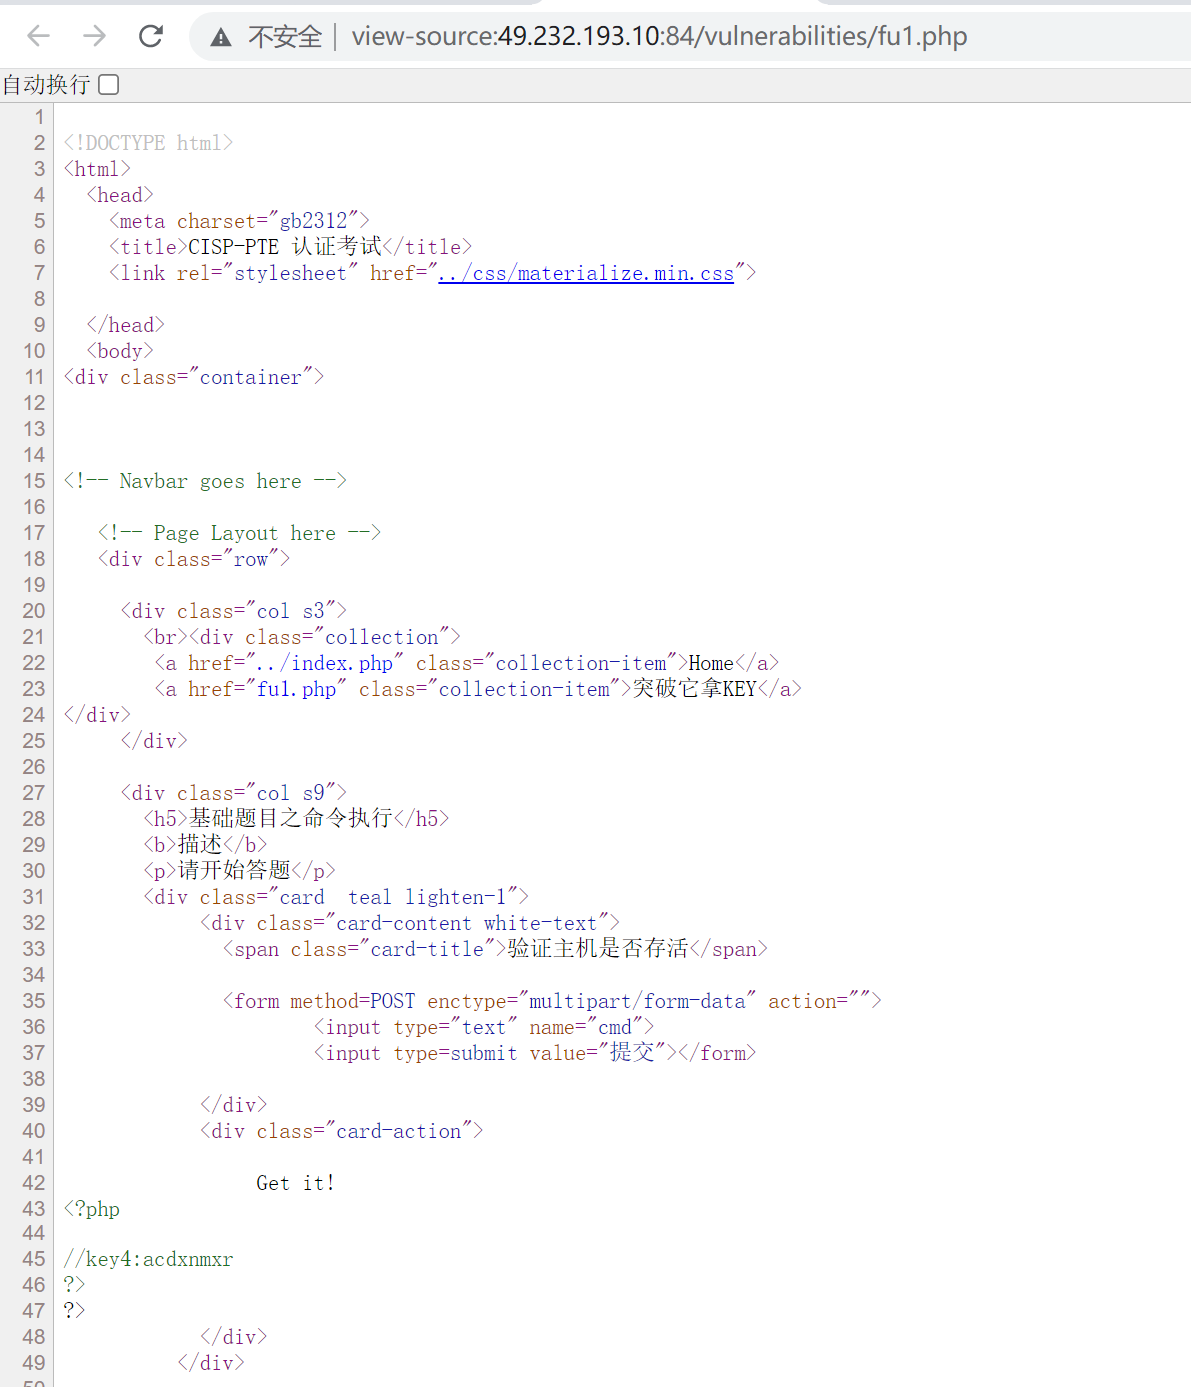 不安全 | view-source:49.232.193.10:84/vulnerabilities/fu1.php
自动换行
1
2 <!DOCTYPE html>
3 <html>
4 <head>
5 <meta charset="gb2312">
6 <title>CISP-PTE 认证考试</title>
7 <link rel="stylesheet" href="../css/materialize.min.css">
8
9 </head>
10 <body>
11 <div class="container">
12
13
14
15 <!-- Navbar goes here -->
16
17 <!-- Page Layout here -->
18 <div class="row">
19
20 <div class="col s3">
21 <br><div class="collection">
22 <a href="../index.php" class="collection-item">Home</a>
23 <a href="fu1.php" class="collection-item">突破它拿KEY</a>
24 </div>
25 </div>
26
27 <div class="col s9">
28 <h5>基础题目之命令执行</h5>
29 <b>描述</b>
30 <p>请开始答题</p>
31 <div class="card  teal lighten-1">
32 <div class="card-content white-text">
33 <span class="card-title">验证主机是否存活</span>
34
35 <form method=POST enctype="multipart/form-data" action="">
36 <input type="text" name="cmd">
37 <input type=submit value="提交"></form>
38
39 </div>
40 <div class="card-action">
41
42 Get it!
43 <?php
44
45 //key4:acdxnmxr
46 ?>
47 ?>
48 </div>
49 </div>
50